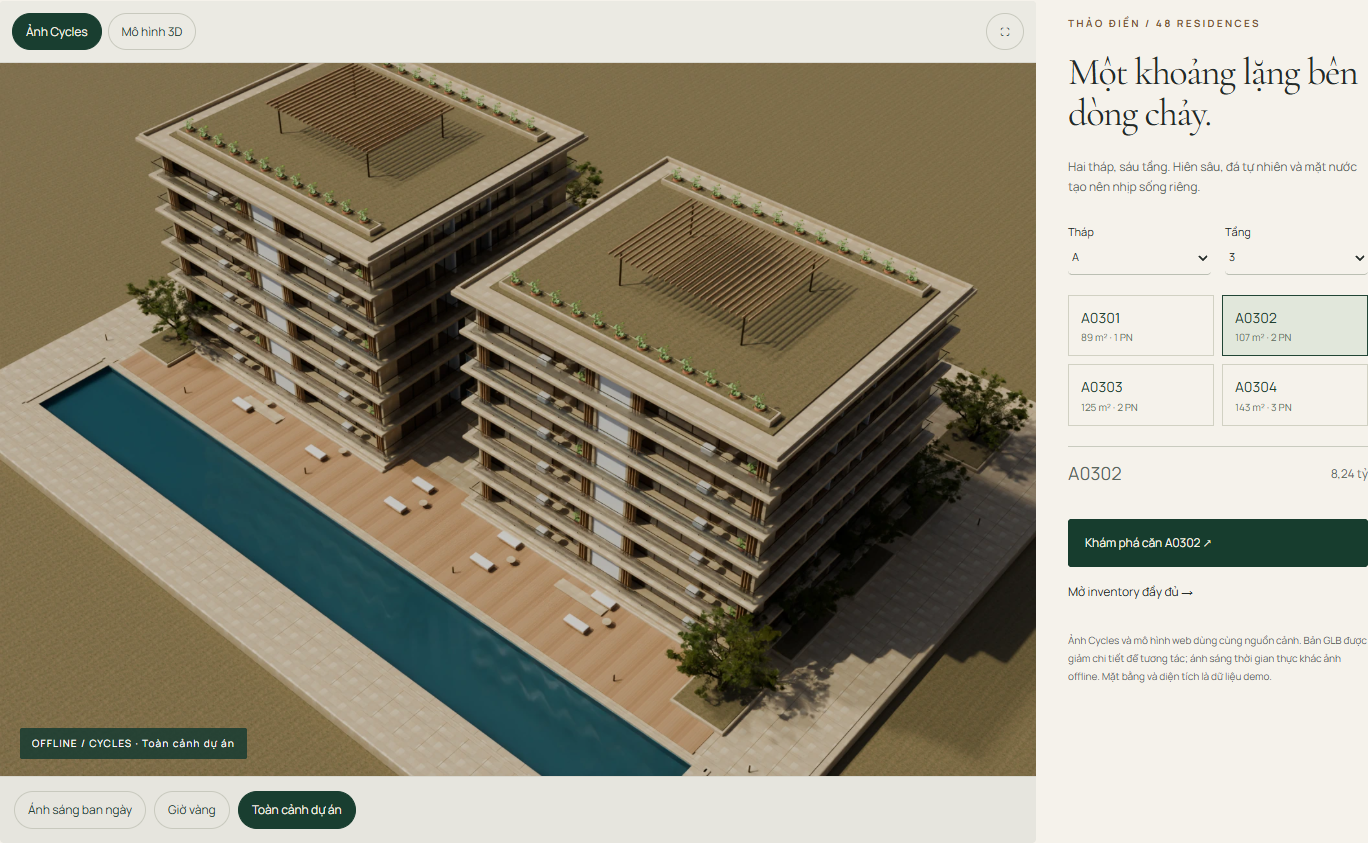 Ảnh Cycles
Mô hình 3D
THẢO ĐIỀN / 48 RESIDENCES
Một khoảng lặng bên
dòng chảy.
Hai tháp, sáu tầng. Hiên sâu, đá tự nhiên và mặt nước
tạo nên nhịp sống riêng.
Tháp
Tầng
A
3
A0301
89 m² · 1 PN
A0302
107 m² · 2 PN
A0303
125 m² · 2 PN
A0304
143 m² · 3 PN
A0302
8,24 tỷ
Khám phá căn A0302 ↗
Mở inventory đầy đủ →
Ảnh Cycles và mô hình web dùng cùng nguồn cảnh. Bản GLB được
giảm chi tiết để tương tác; ánh sáng thời gian thực khác ảnh
offline. Mặt bằng và diện tích là dữ liệu demo.
OFFLINE / CYCLES · Toàn cảnh dự án
Ánh sáng ban ngày
Giờ vàng
Toàn cảnh dự án